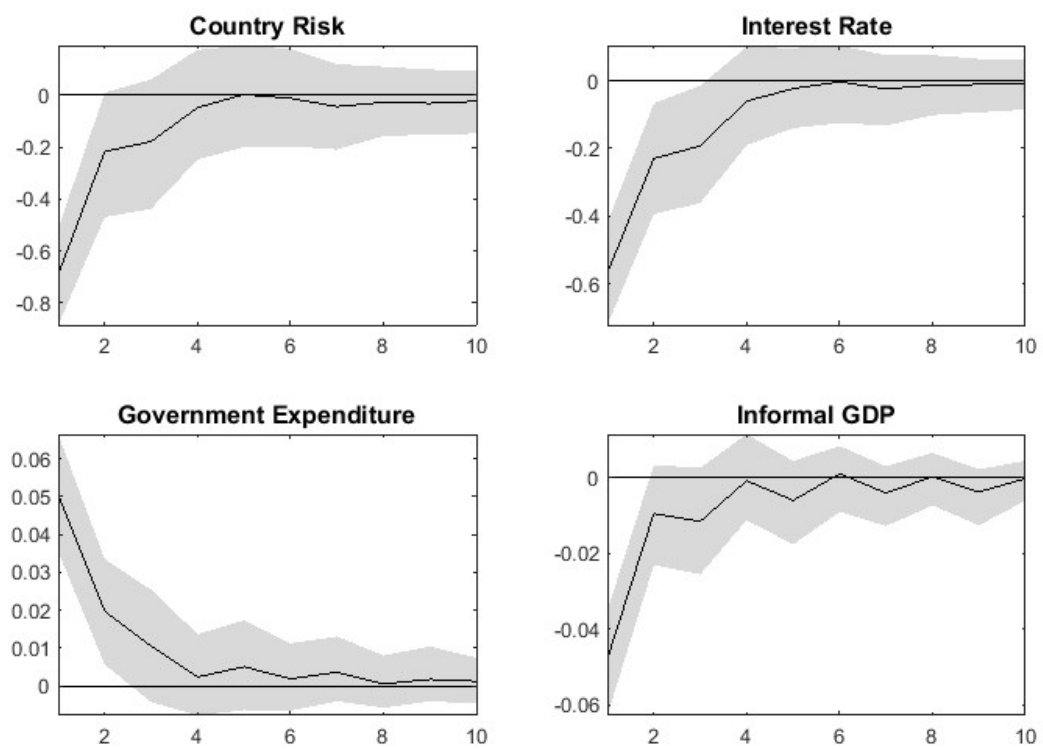 Country Risk
0
-0.2
-0.4
-0.6
-0.8
2 4 6 8 10
Interest Rate
0
-0.2
-0.4
-0.6
2 4 6 8 10
Government Expenditure
0.06
0.05
0.04
0.03
0.02
0.01
0
2 4 6 8 10
Informal GDP
0
-0.02
-0.04
-0.06
2 4 6 8 10